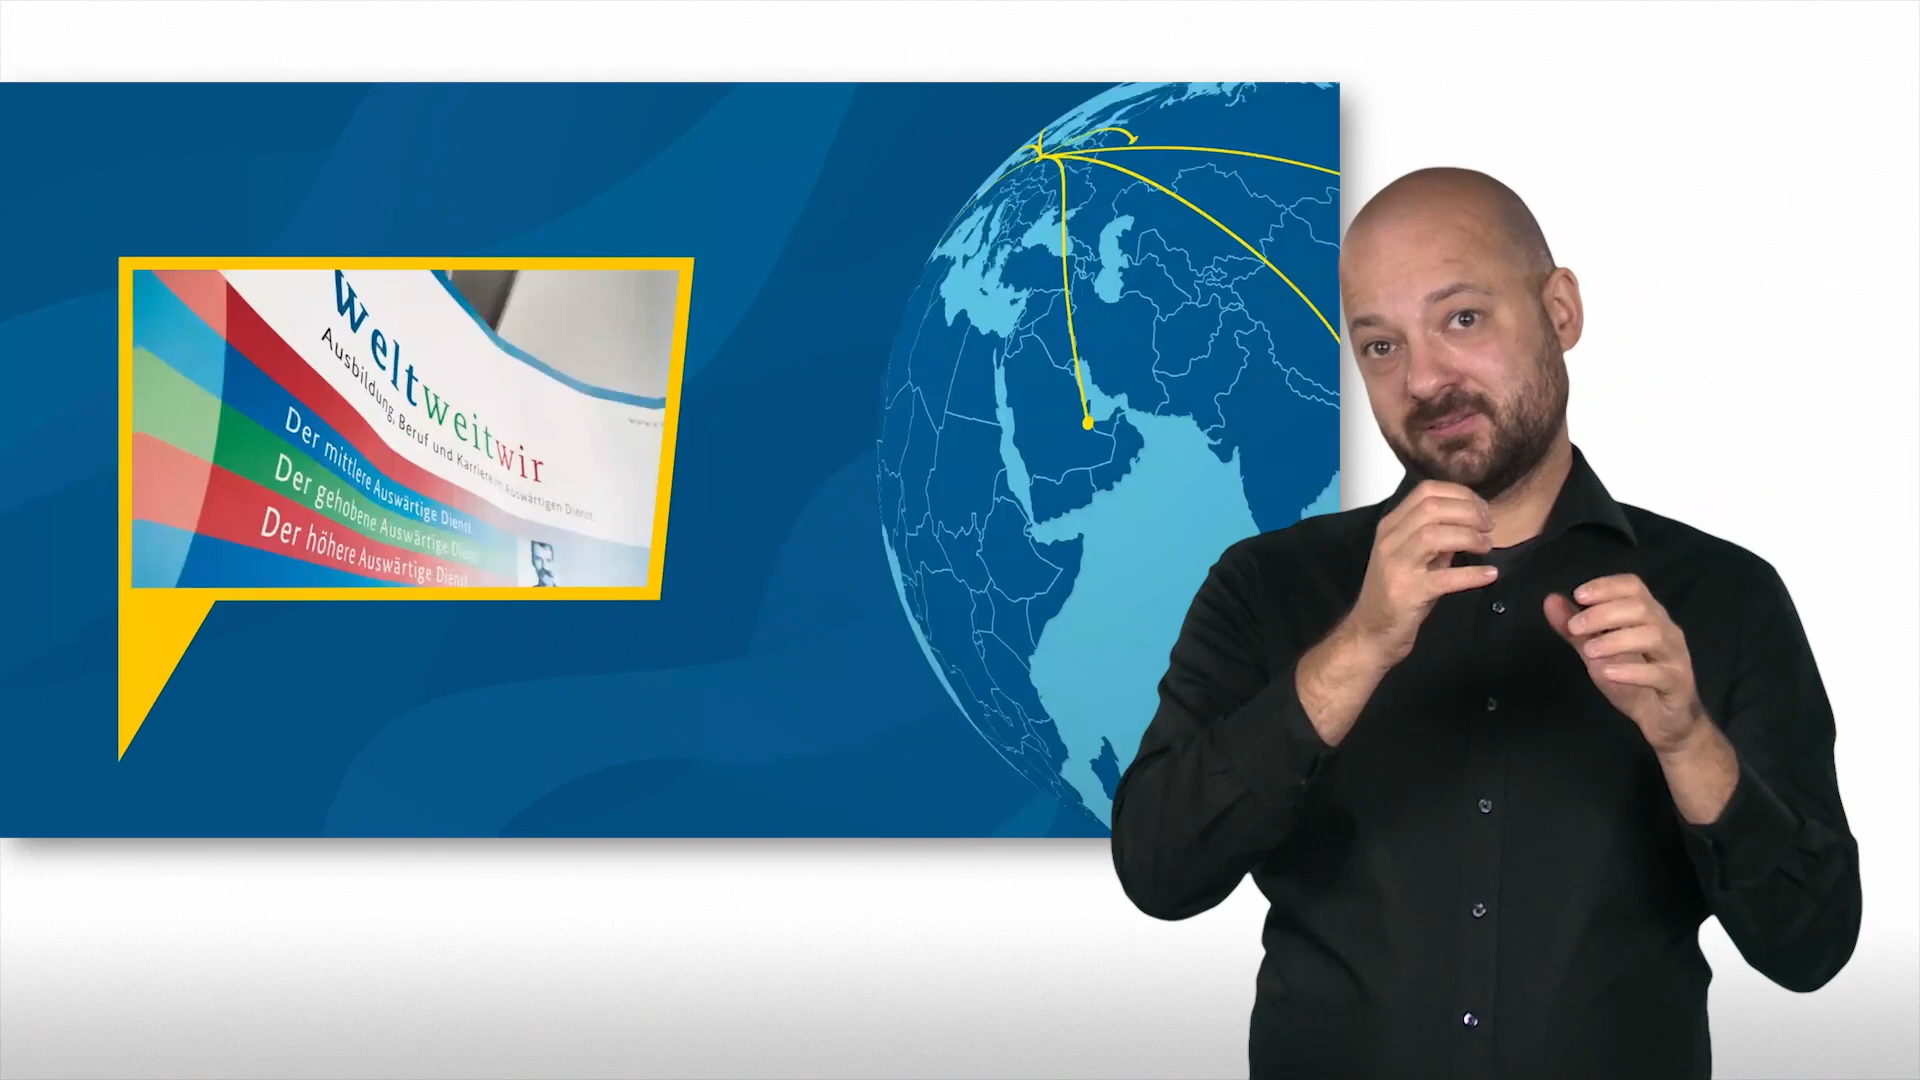 weltweitwir
Ausbildung, Beruf und Karriere im Auswärtigen Dienst.
Der mittlere Auswärtige Dienst
Der gehobene Auswärtige Dienst
Der höhere Auswärtige Dienst